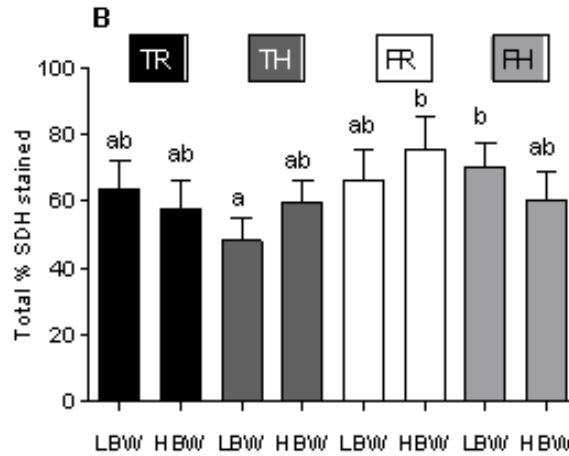 B
TR TH FR FH
100
80
60
40
20
0
Total % SDH stained
ab ab a ab ab b b ab
LBW HBW LBW HBW LBW HBW LBW HBW